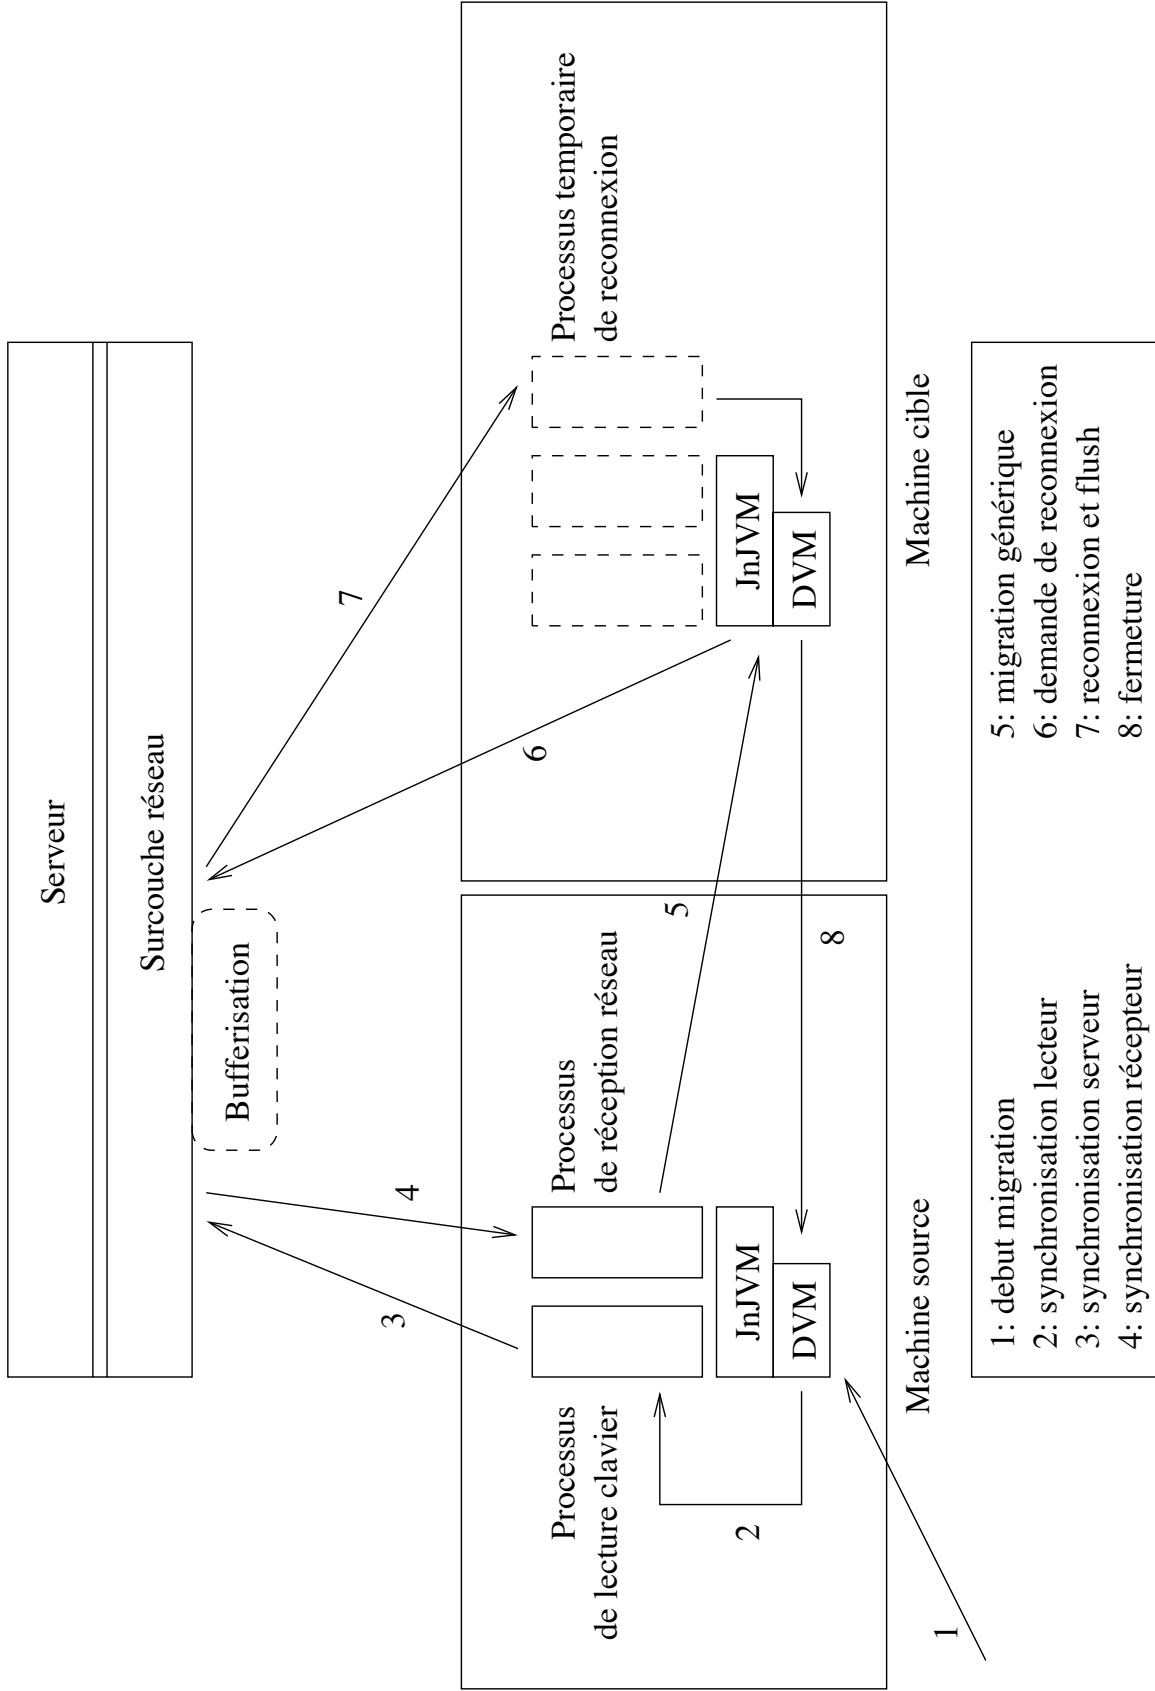 Serveur
Surcouche réseau
Bufferisation
3
4
6
7
Processus
de lecture clavier
Processus
de réception réseau
Processus temporaire
de reconnexion
2
5
JnJVM
DVM
JnJVM
DVM
8
1
Machine source
Machine cible
1: debut migration
2: synchronisation lecteur
3: synchronisation serveur
4: synchronisation récepteur
5: migration générique
6: demande de reconnexion
7: reconnexion et flush
8: fermeture